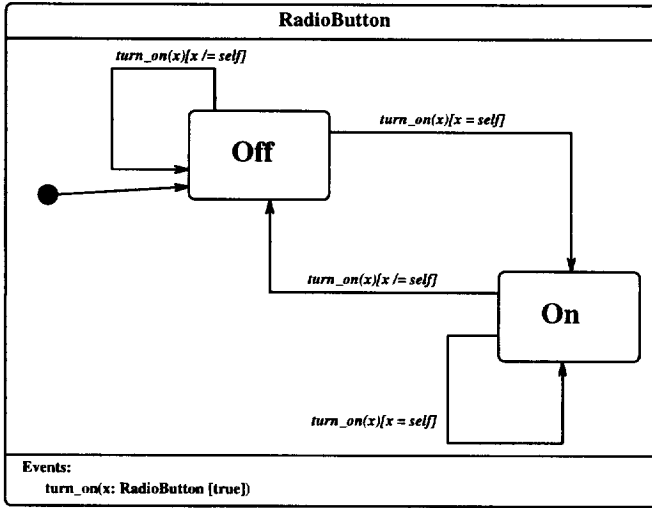 RadioButton
turn_on(x)[x /= self]
turn_on(x)[x = self]
Off
turn_on(x)[x /= self]
On
turn_on(x)[x = self]
Events:
turn_on(x: RadioButton [true])